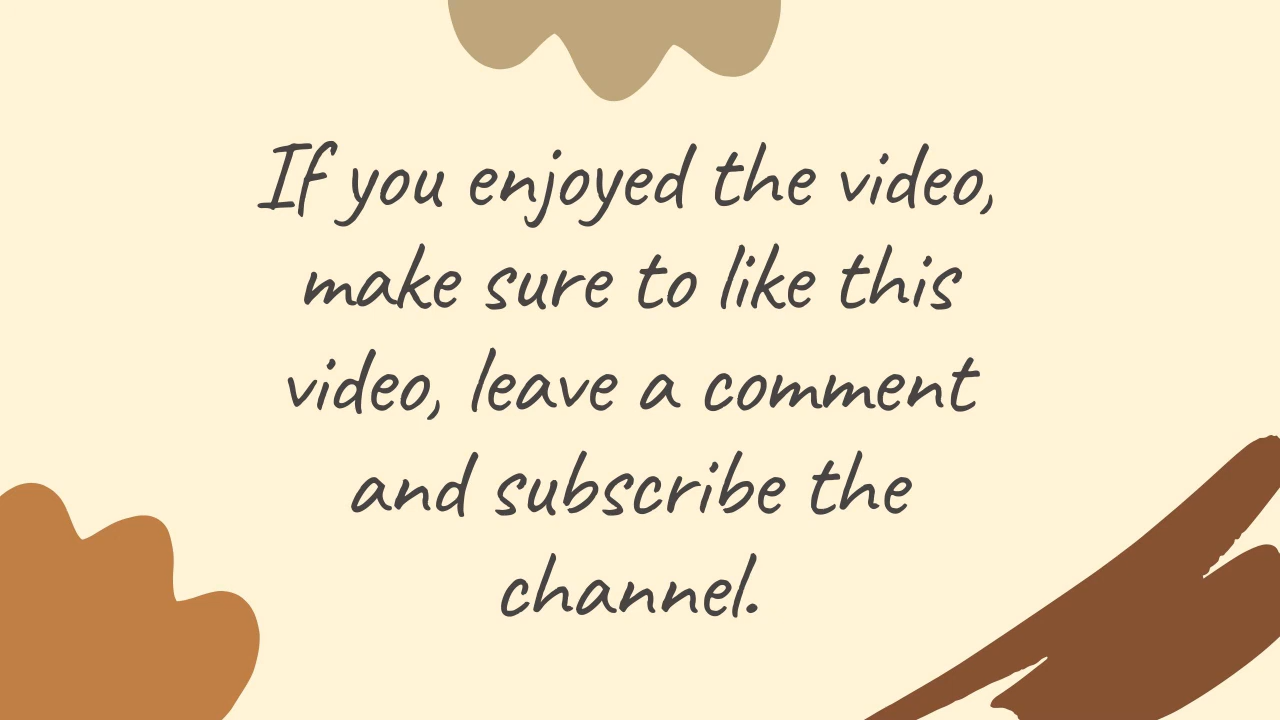 If you enjoyed the video,
make sure to like this
video, leave a comment
and subscribe the
channel.